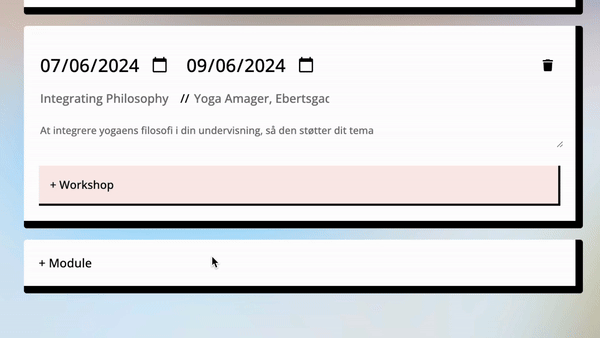 07/06/2024 09/06/2024
Integrating Philosophy // Yoga Amager, Ebertsgad
At integrere yogaens filosofi i din undervisning, så den støtter dit tema
+ Workshop
+ Module